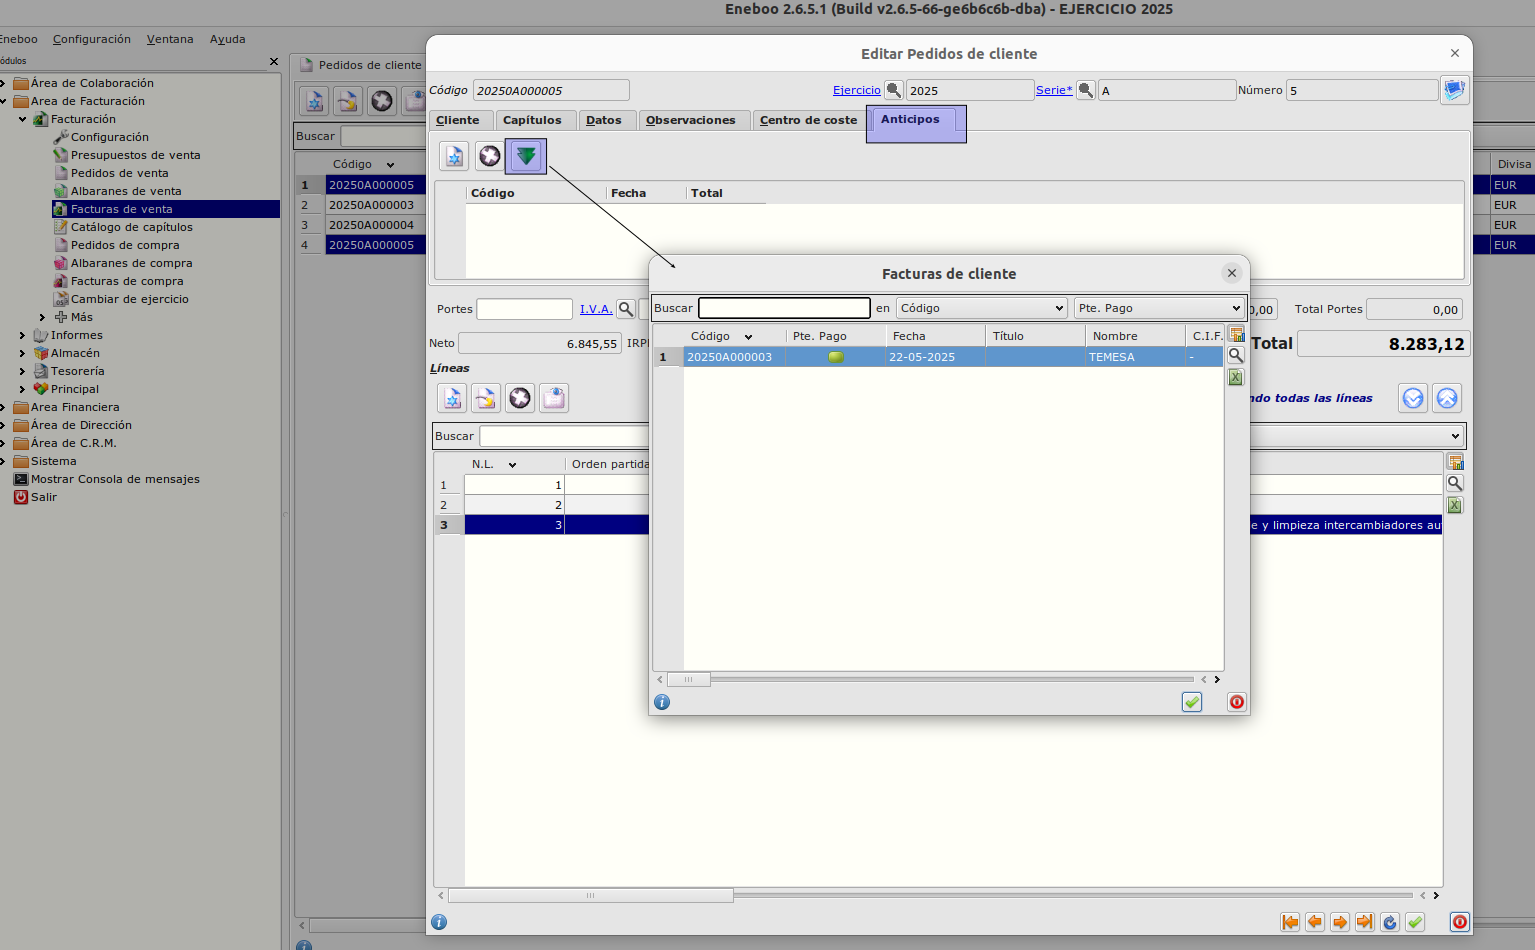 Eneboo 2.6.5.1 (Build v2.6.5-66-ge6b6c6b-dba) - EJERCICIO 2025
Eneboo Configuración Ventana Ayuda
ódulos
Área de Colaboración
Area de Facturación
Facturación
Configuración
Presupuestos de venta
Pedidos de venta
Albaranes de venta
Facturas de venta
Catálogo de capítulos
Pedidos de compra
Albaranes de compra
Facturas de compra
Cambiar de ejercicio
Más
Informes
Almacén
Tesorería
Principal
Area Financiera
Área de Dirección
Área de C.R.M.
Sistema
Mostrar Consola de mensajes
Salir
Pedidos de cliente
Buscar
Código
1 20250A000005
2 20250A000003
3 20250A000004
4 20250A000005
Divisa
EUR
EUR
EUR
EUR
Editar Pedidos de cliente
Código 20250A000005 Ejercicio 2025 Serie* A Número 5
Cliente Capítulos Datos Observaciones Centro de coste Anticipos
Código Fecha Total
Portes I.V.A. 0,00 Total Portes 0,00
Neto 6.845,55 IRP Total 8.283,12
Líneas
ndo todas las líneas
Buscar
N.L. Orden partida
1 1
2 2
3 3 e y limpieza intercambiadores au
Facturas de cliente
Buscar en Código Pte. Pago
Código Pte. Pago Fecha Título Nombre C.I.F.
1 20250A000003 22-05-2025 TEMESA -